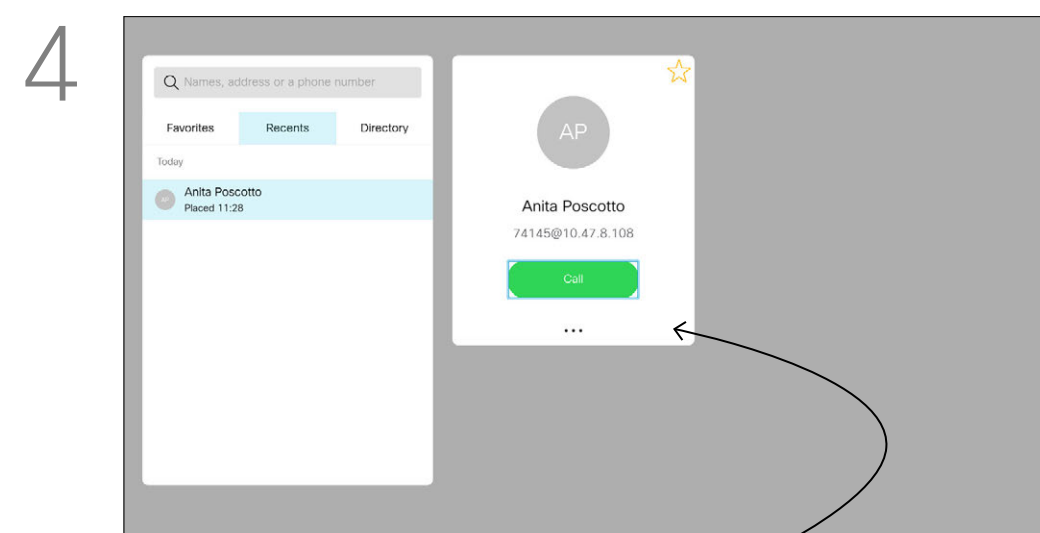 4
Names, address or a phone number
Favorites Recents Directory
Today
AP Anita Poscotto
Placed 11:28
AP
Anita Poscotto
74145@10.47.8.108
Call
...